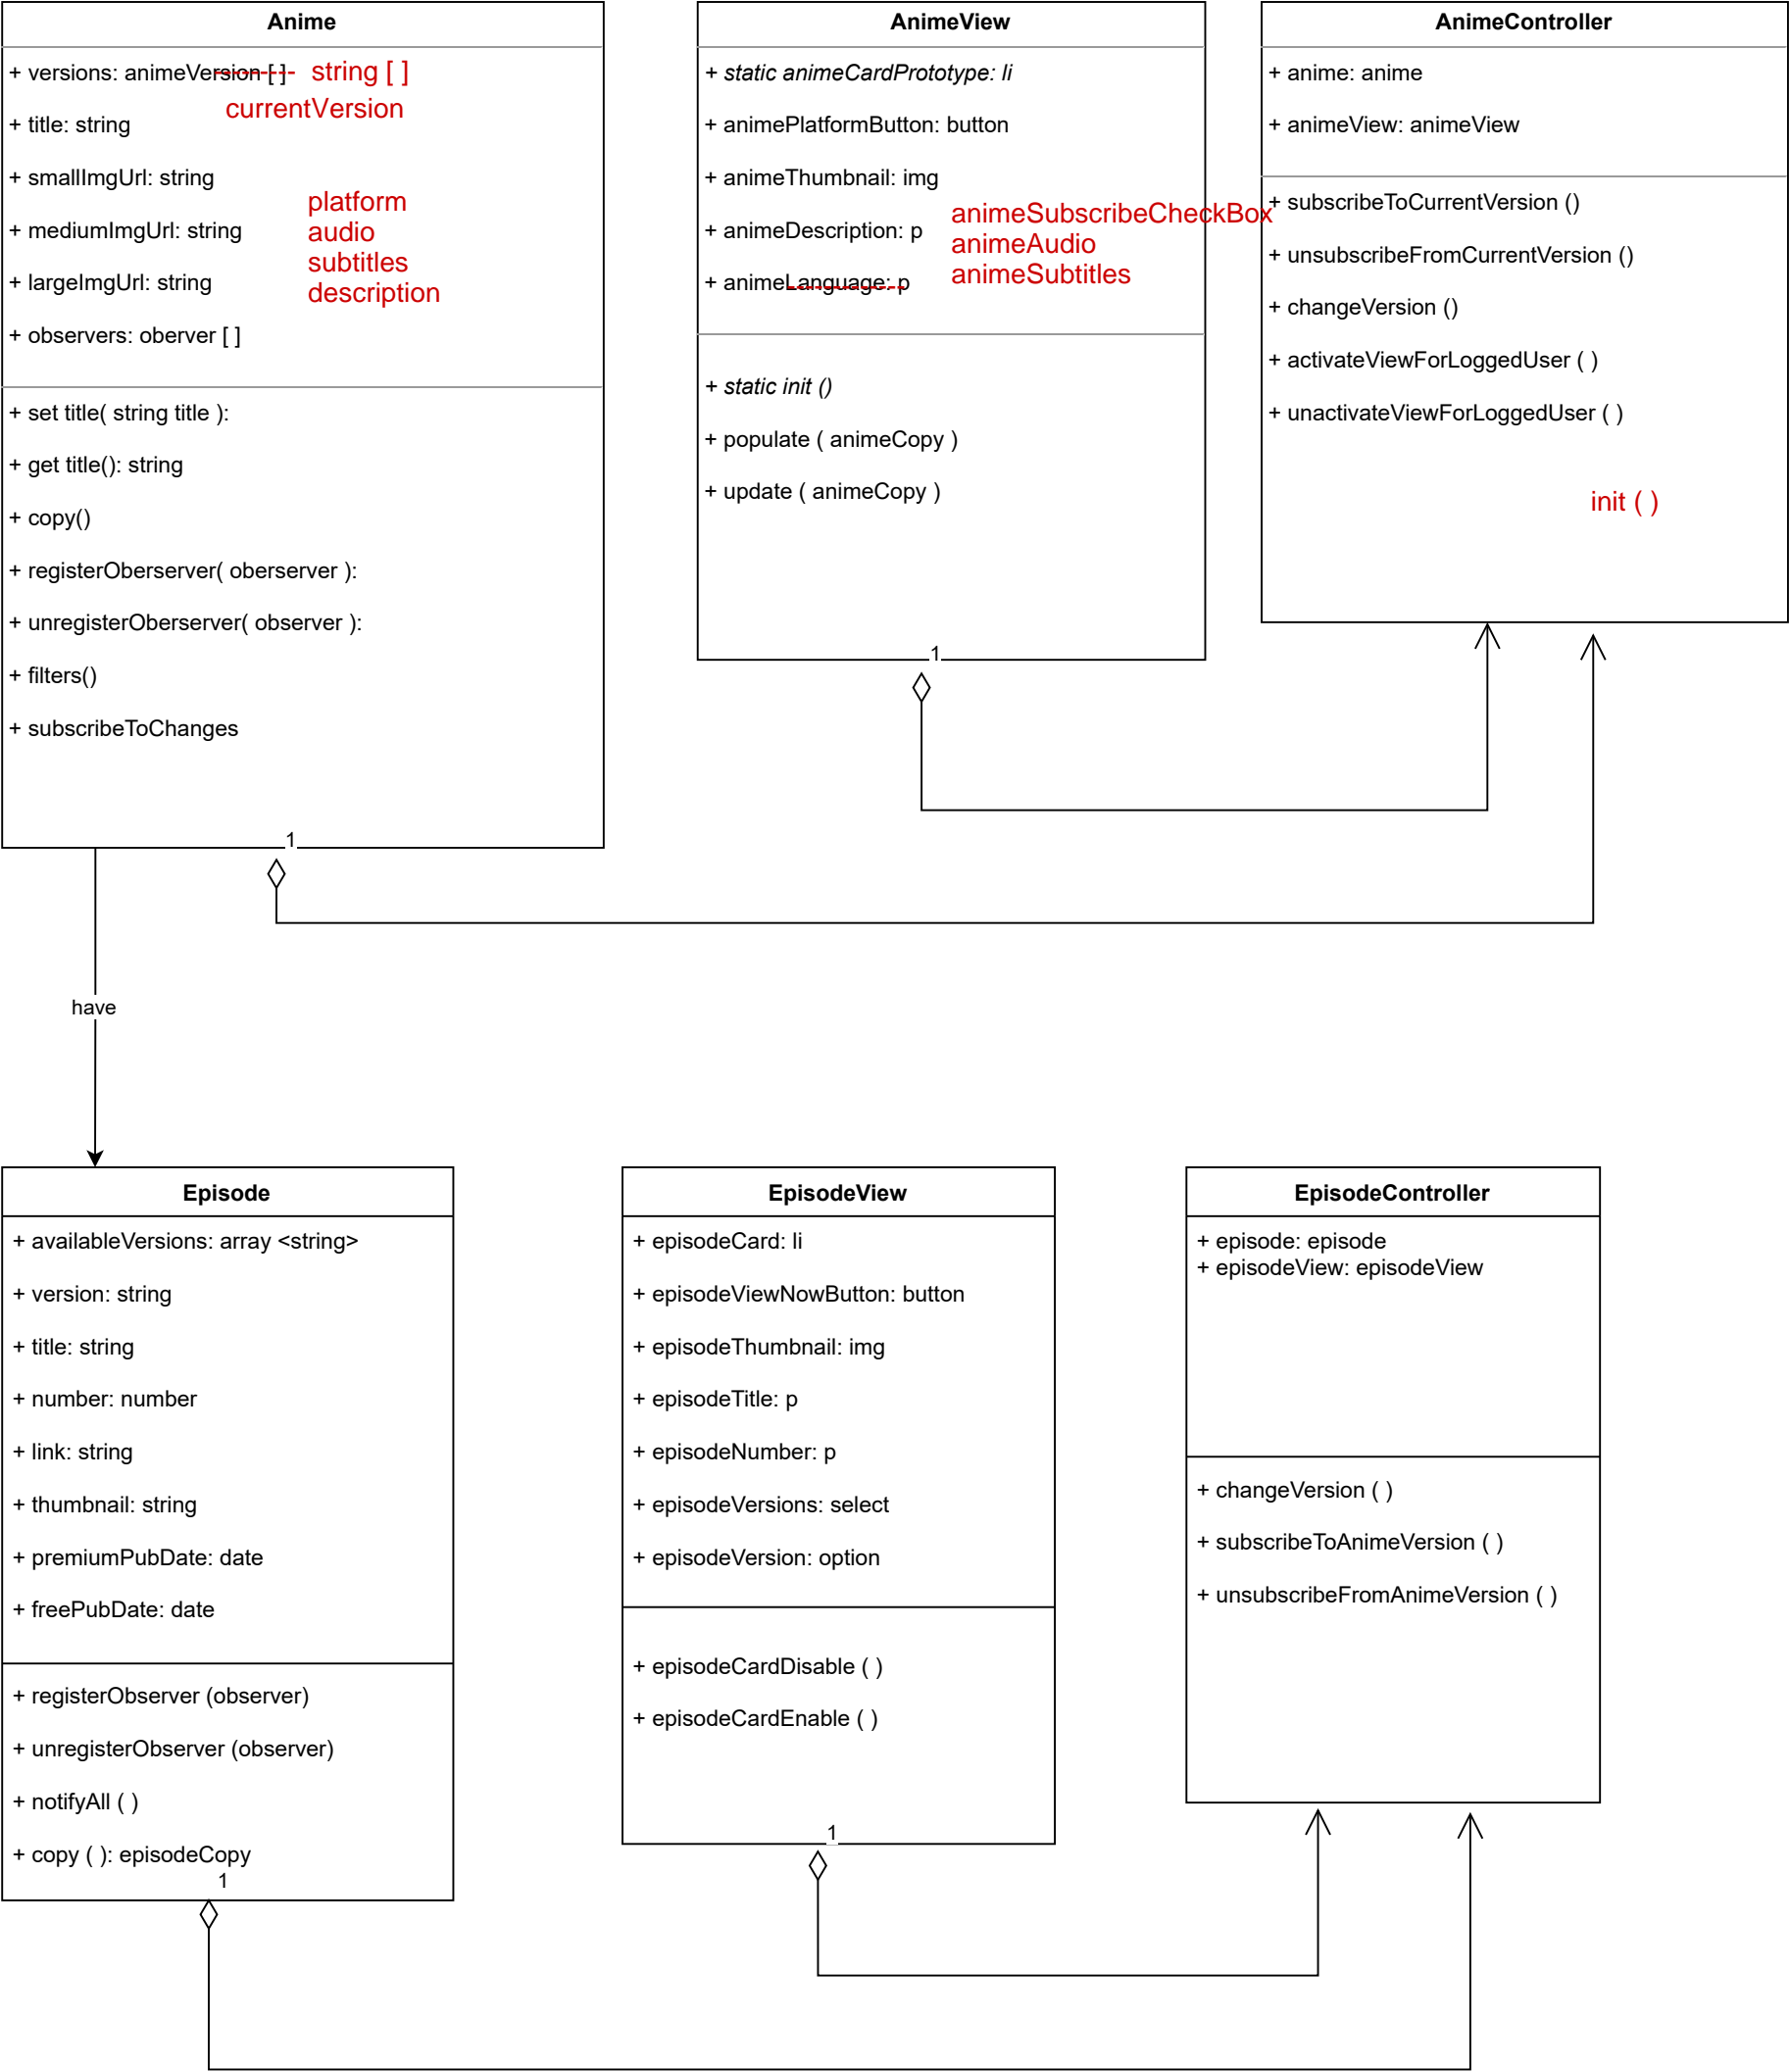 Anime
+ versions: animeVersion [ ]
string [ ]
currentVersion
+ title: string
+ smallImgUrl: string
platform
+ mediumImgUrl: string
audio
subtitles
+ largeImgUrl: string
description
+ observers: oberver [ ]
+ set title( string title ):
+ get title(): string
+ copy()
+ registerOberserver( oberserver ):
+ unregisterOberserver( observer ):
+ filters()
+ subscribeToChanges
1
AnimeView
+ static animeCardPrototype: li
+ animePlatformButton: button
+ animeThumbnail: img
animeSubscribeCheckBox
+ animeDescription: p
animeAudio
animeSubtitles
+ animeLanguage: p
+ static init ()
+ populate ( animeCopy )
+ update ( animeCopy )
1
AnimeController
+ anime: anime
+ animeView: animeView
+ subscribeToCurrentVersion ()
+ unsubscribeFromCurrentVersion ()
+ changeVersion ()
+ activateViewForLoggedUser ( )
+ unactivateViewForLoggedUser ( )
init ( )
have
Episode
+ availableVersions: array <string>
+ version: string
+ title: string
+ number: number
+ link: string
+ thumbnail: string
+ premiumPubDate: date
+ freePubDate: date
+ registerObserver (observer)
+ unregisterObserver (observer)
+ notifyAll ( )
+ copy ( ): episodeCopy
1
EpisodeView
+ episodeCard: li
+ episodeViewNowButton: button
+ episodeThumbnail: img
+ episodeTitle: p
+ episodeNumber: p
+ episodeVersions: select
+ episodeVersion: option
+ episodeCardDisable ( )
+ episodeCardEnable ( )
1
EpisodeController
+ episode: episode
+ episodeView: episodeView
+ changeVersion ( )
+ subscribeToAnimeVersion ( )
+ unsubscribeFromAnimeVersion ( )